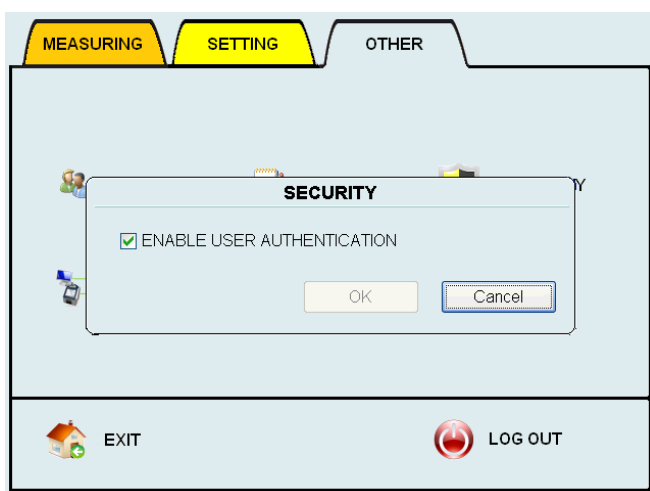 MEASURING SETTING OTHER
SECURITY
ENABLE USER AUTHENTICATION
OK Cancel
EXIT LOG OUT